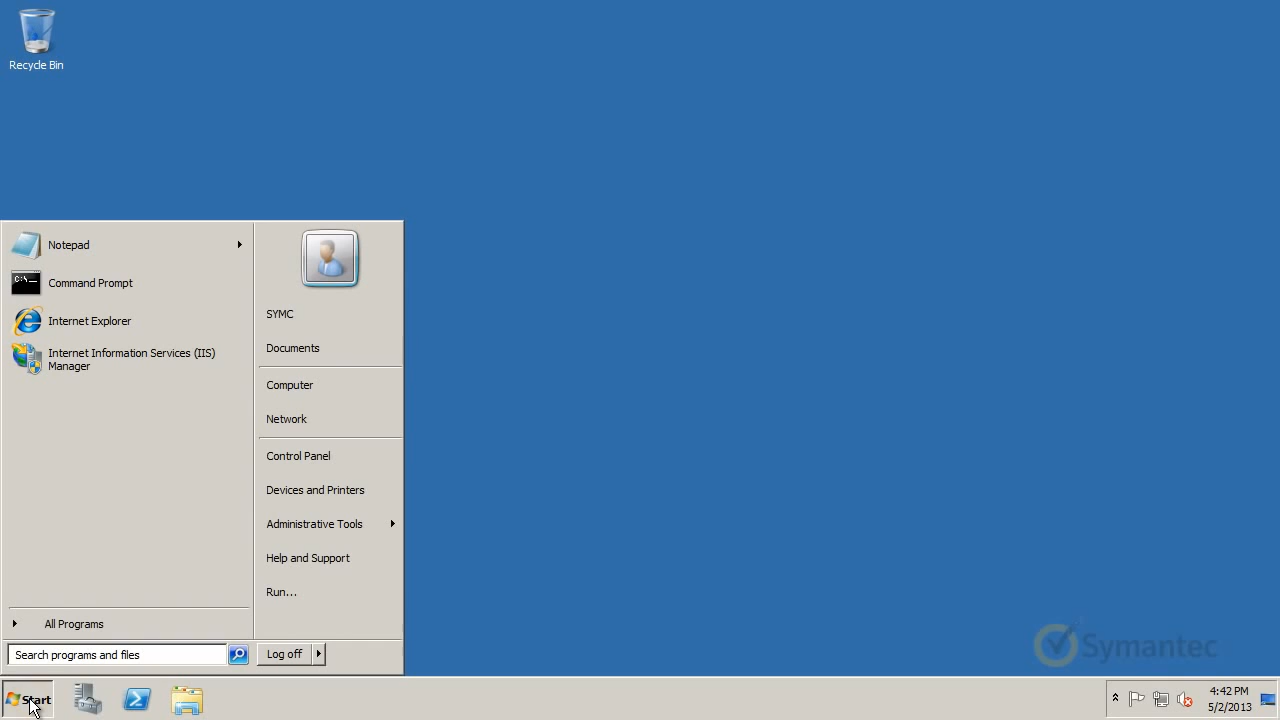 Recycle Bin
Notepad
Command Prompt
Internet Explorer
Internet Information Services (IIS)
Manager
All Programs
Search programs and files
SYMC
Documents
Computer
Network
Control Panel
Devices and Printers
Administrative Tools
Help and Support
Run...
Log off
Symantec
Start
4:42 PM
5/2/2013